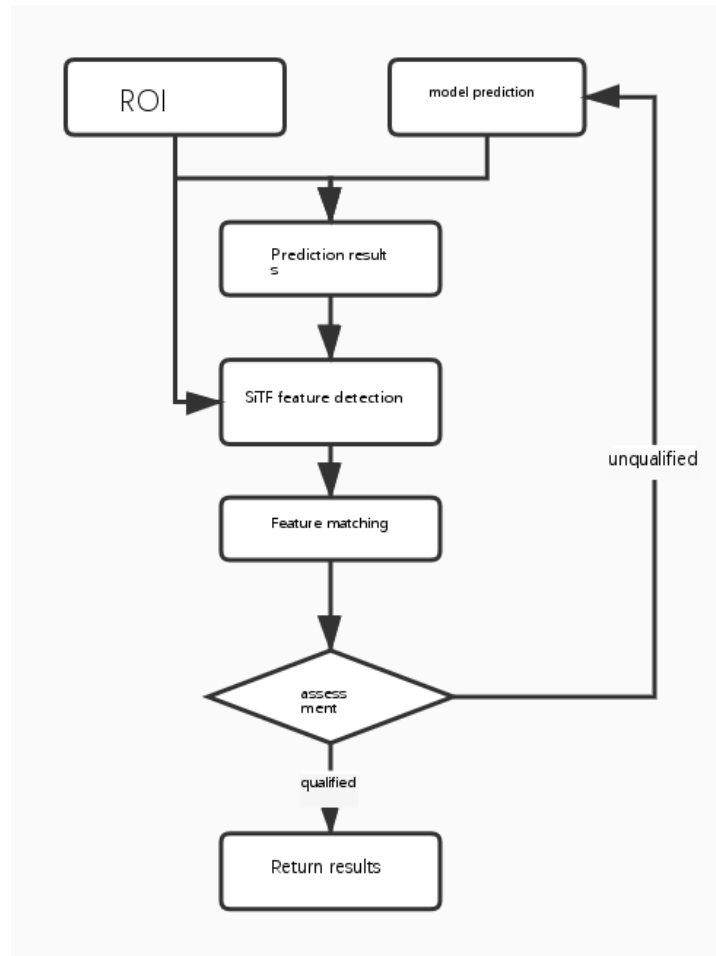 ROI
model prediction
Prediction result
s
SiTF feature detection
unqualified
Feature matching
assess
ment
qualified
Return results